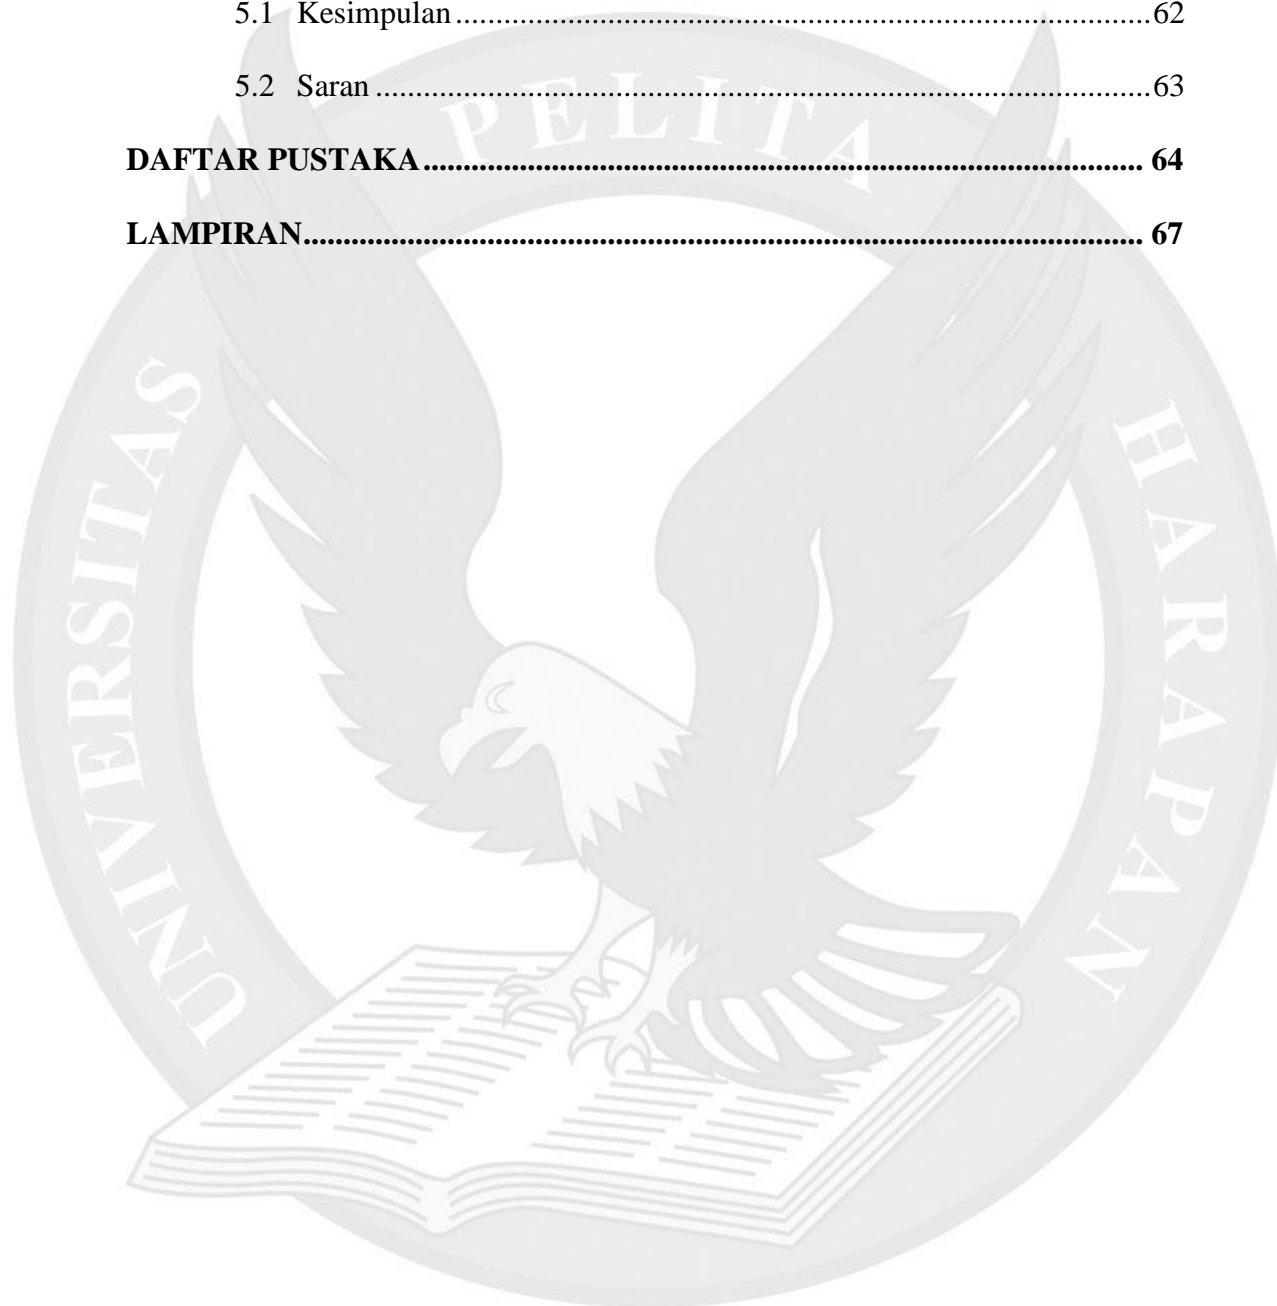 5.1 Kesimpulan.......................................................................................62
5.2 Saran .................................................................................................63
DAFTAR PUSTAKA........................................................................................... 64
LAMPIRAN.......................................................................................................... 67
UNIVERSITAS PELITA HARAPAN